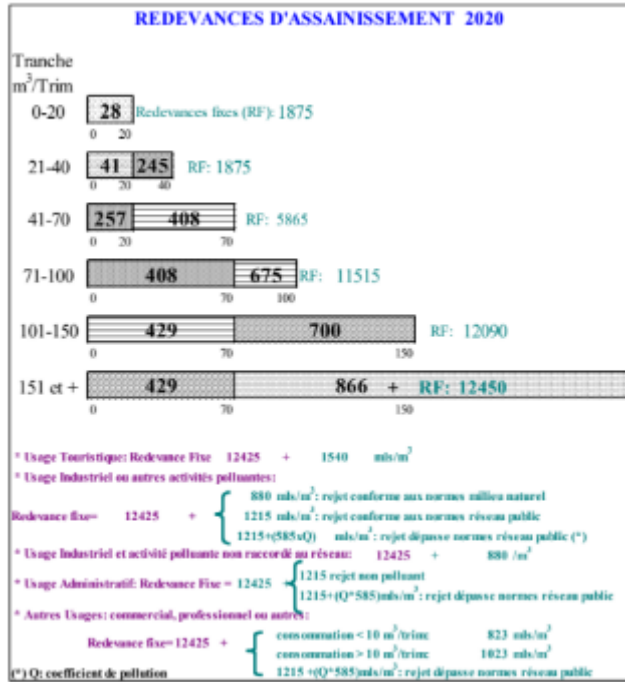 REDEVANCES D'ASSAINISSEMENT 2020
Tranche
m³/Trim
0-20 28 Redevances fixes (RF): 1875
0 20
21-40 41 245 RF: 1875
0 20 40
41-70 257 408 RF: 5865
0 20 70
71-100 408 675 RF: 11515
0 70 100
101-150 429 700 RF: 12090
0 70 150
151 et + 429 866 + RF: 12450
0 70 150
* Usage Touristique: Redevance Fixe 12425 + 1540 mls/m³
* Usage Industriel ou autres activités polluantes:
880 mls/m³: rejet conforme aux normes milieu naturel
Redevance fixe= 12425 + 1215 mls/m³: rejet conforme aux normes réseau public
1215+(585xQ) mls/m³: rejet dépasse normes réseau public (*)
* Usage Industriel et activité polluante non raccordé au réseau: 12425 + 880 /m³
* Usage Administratif: Redevance Fixe = 12425 + 1215 rejet non polluant
1215+(Q*585)mls/m³: rejet dépasse normes réseau public
* Autres Usages: commercial, professionnel ou autres:
consommation < 10 m³/trim: 823 mls/m³
Redevance fixe=12425 + consommation > 10 m³/trim: 1023 mls/m³
(*) Q: coefficient de pollution 1215 +(Q*585)mls/m³: rejet dépasse normes réseau public